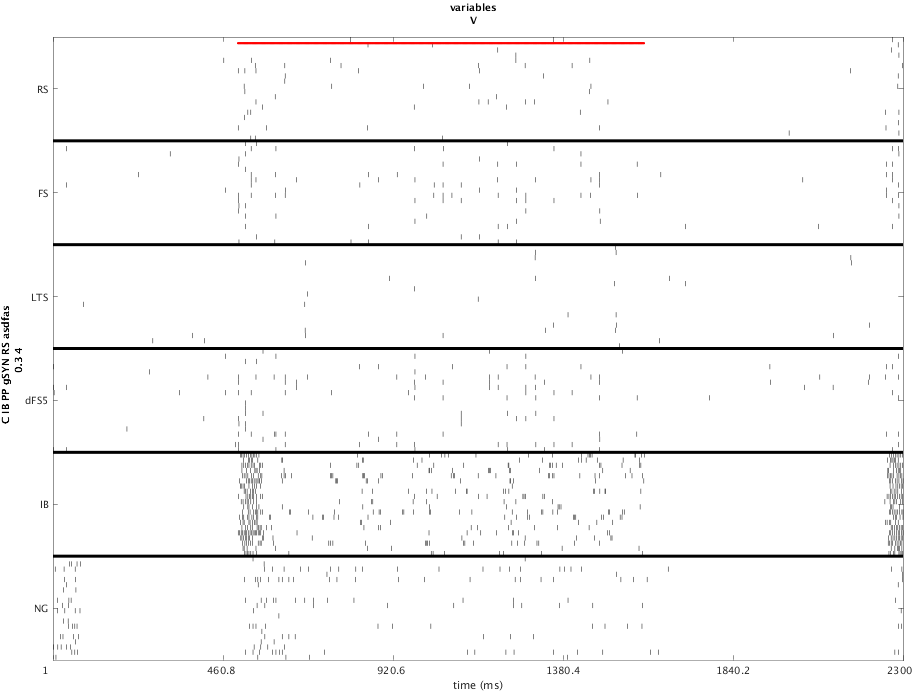 variables
V
RS
FS
LTS
dFS5
IB
NG
C IB PP gSYN RS asdfas
0.3 4
1 460.8 920.6 1380.4 1840.2 2300
time (ms)